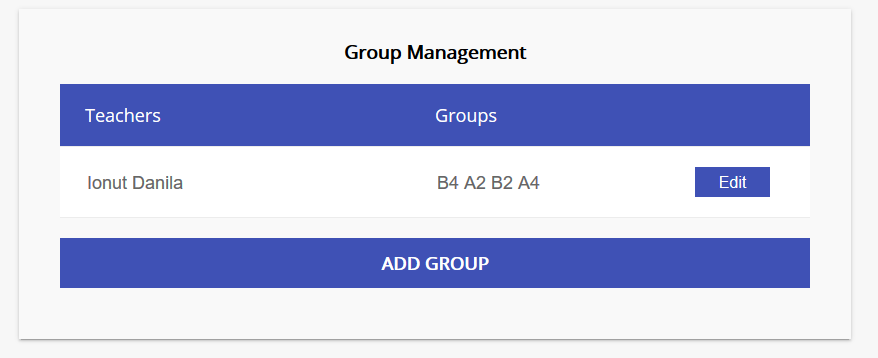 Group Management
Teachers Groups
Ionut Danila B4 A2 B2 A4 Edit
ADD GROUP